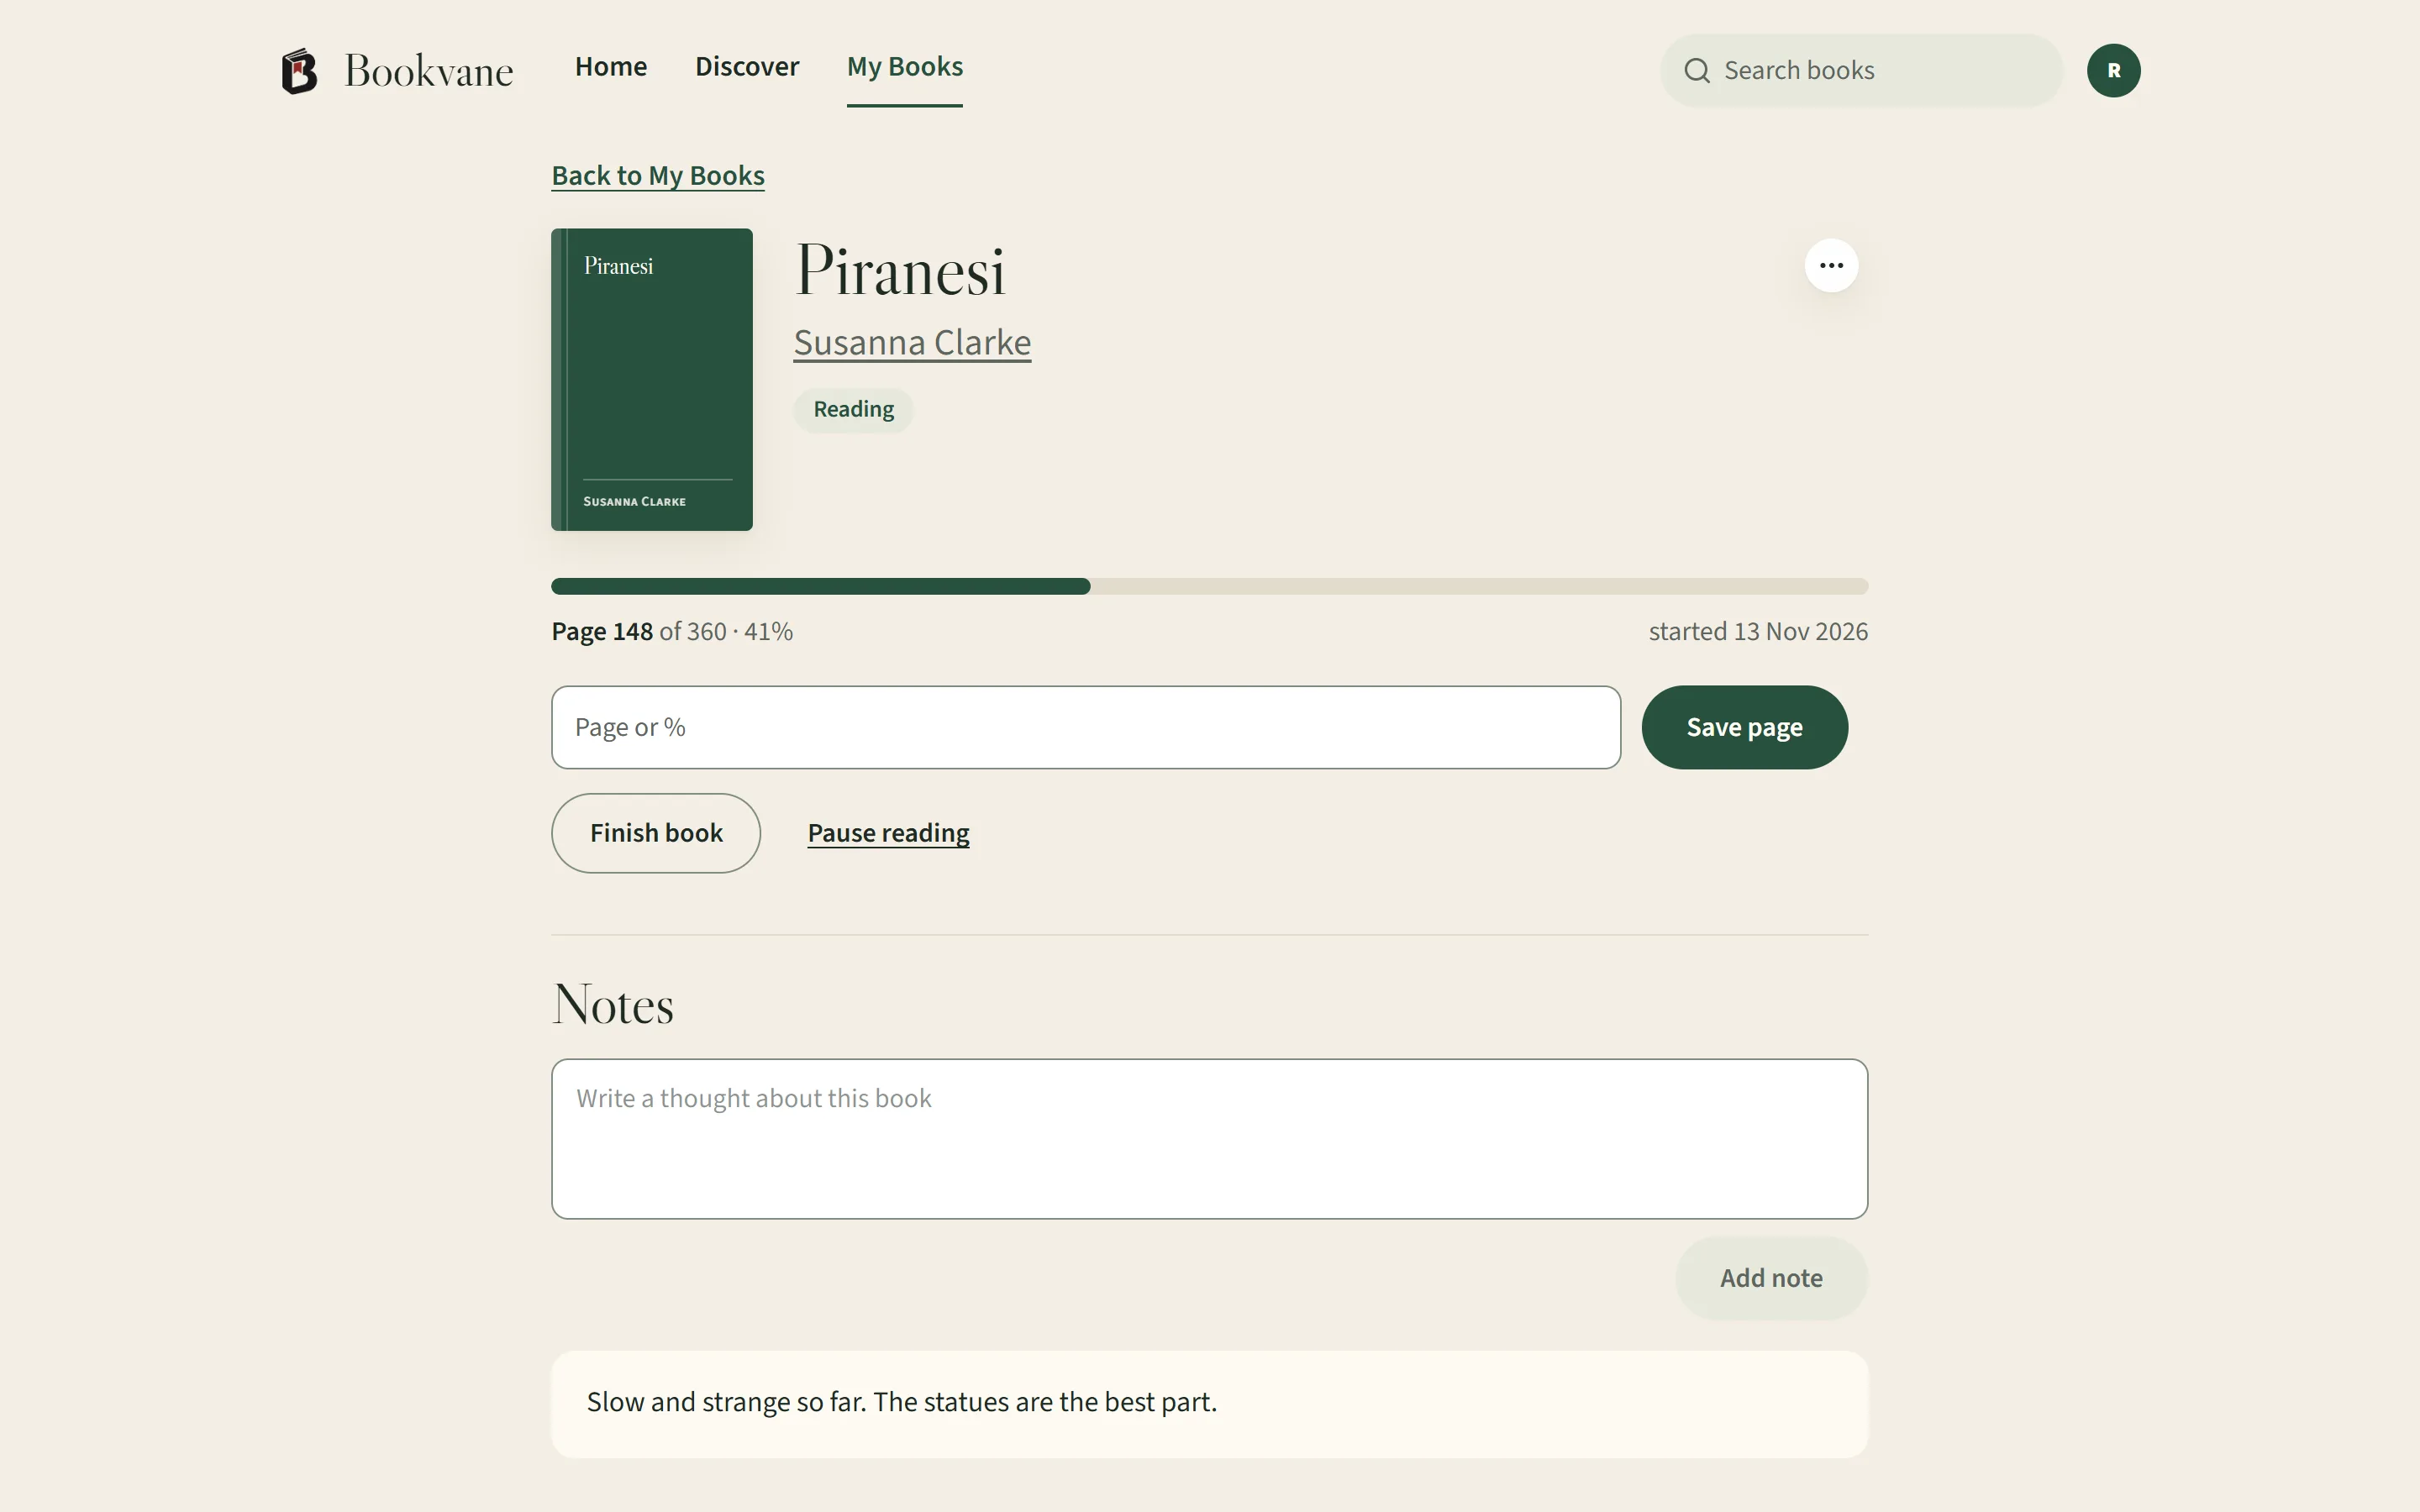 Bookvane
Home
Discover
My Books
Search books
R
Back to My Books
Piranesi
SUSANNA CLARKE
Piranesi
Susanna Clarke
Reading
Page 148 of 360 · 41%
started 13 Nov 2026
Page or %
Save page
Finish book
Pause reading
Notes
Write a thought about this book
Add note
Slow and strange so far. The statues are the best part.